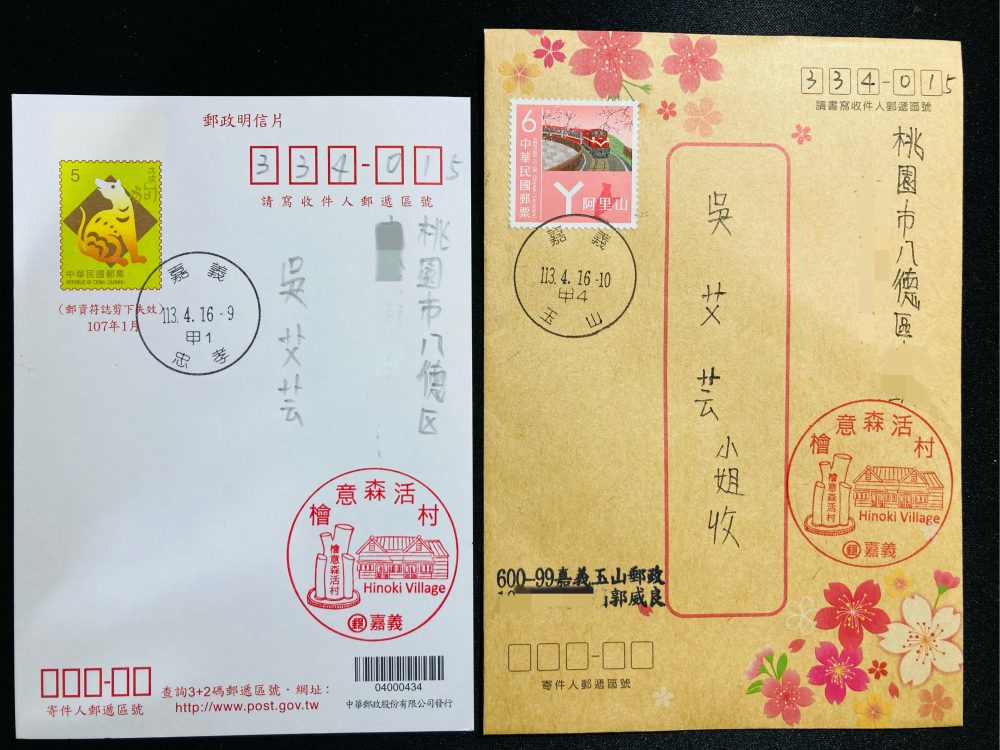 郵政明信片
5
戊戌
狗
中華民國郵票
REPUBLIC OF CHINA (TAIWAN)
(郵資符誌剪下失效)
107年1月
334-015
請寫收件人郵遞區號
桃園市八德区
吳艾芸
嘉義
113.4.16-9
甲1
忠孝
檜意森活村
檜意森活村
Hinoki Village
嘉義
000-00
寄件人郵遞區號
查詢3+2碼郵遞區號．網址：
http://www.post.gov.tw
04000434
中華郵政股份有限公司發行
334-015
請書寫收件人郵遞區號
6
中華民國郵票
REPUBLIC OF CHINA (TAIWAN)
阿里山
嘉義
113.4.16-10
甲4
玉山
桃園市八德區
吳艾芸小姐收
檜意森活村
檜意森活村
Hinoki Village
嘉義
600-99嘉義玉山郵政
郭威良
寄件人郵遞區號